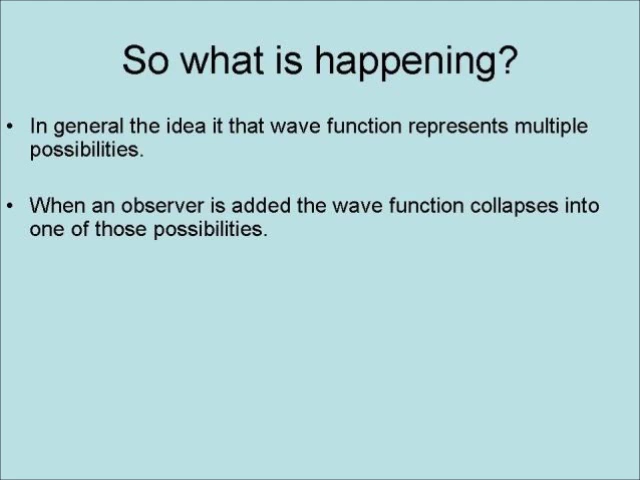 So what is happening?
• In general the idea it that wave function represents multiple
possibilities.
• When an observer is added the wave function collapses into
one of those possibilities.